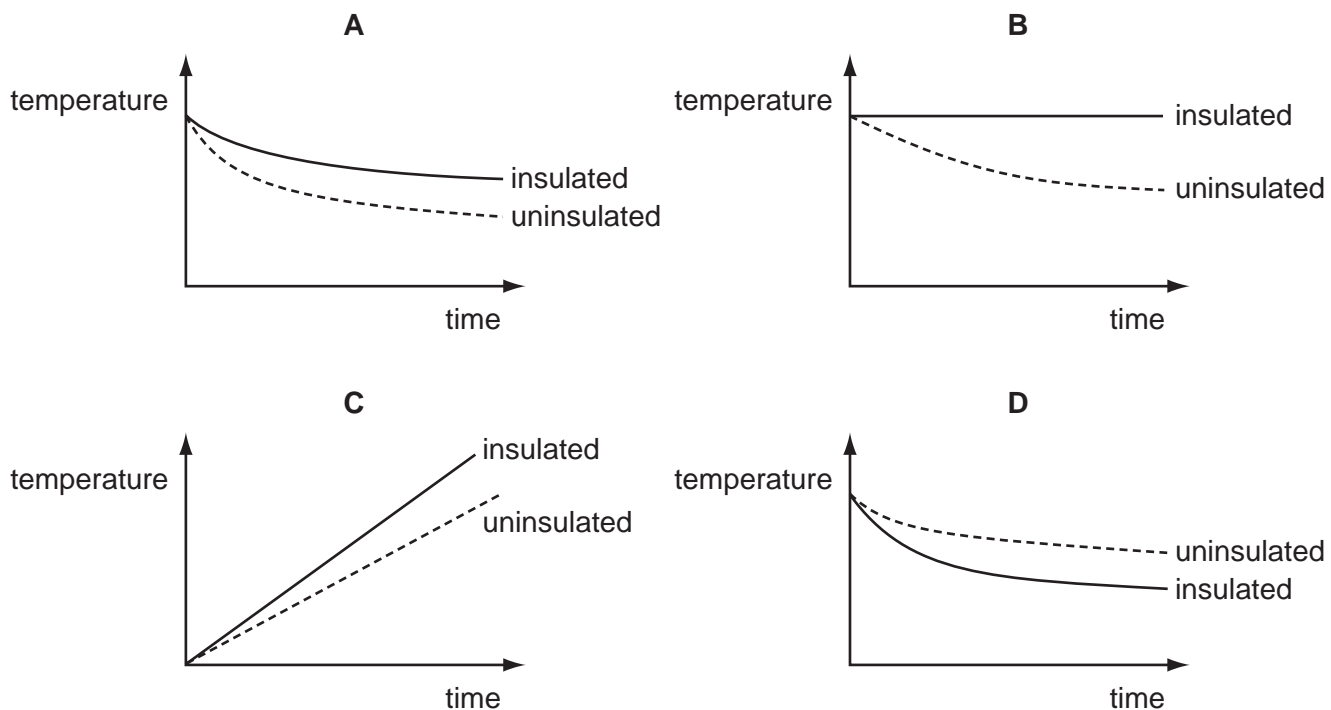 A
temperature
insulated
uninsulated
time
B
temperature
insulated
uninsulated
time
C
temperature
insulated
uninsulated
time
D
temperature
uninsulated
insulated
time